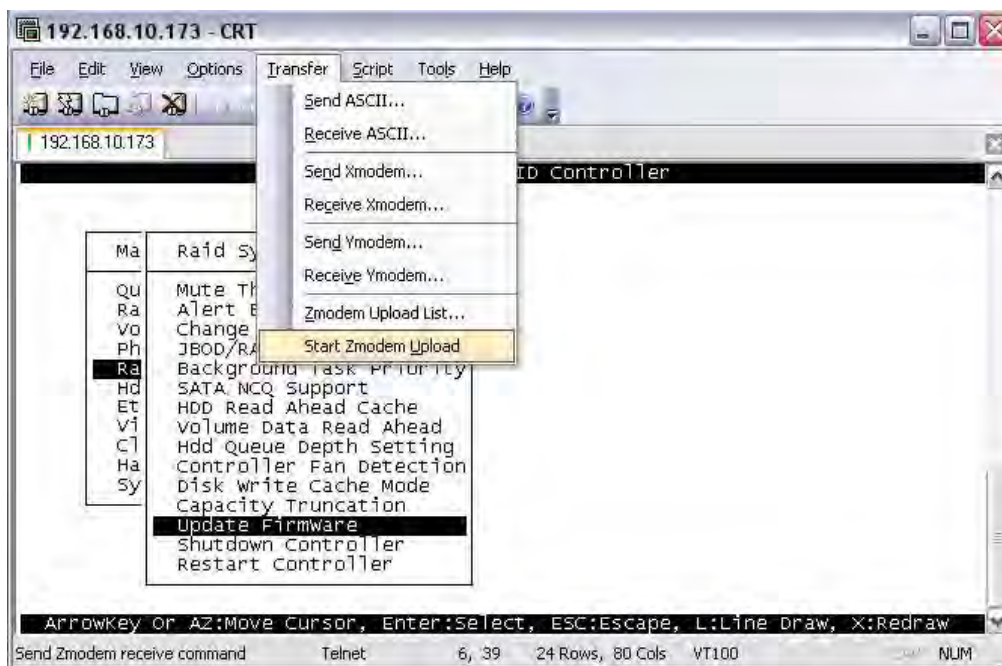 192.168.10.173 - CRT
File Edit View Options Transfer Script Tools Help
192.168.10.173
Send ASCII...
Receive ASCII...
Send Xmodem...
Receive Xmodem...
Send Ymodem...
Receive Ymodem...
Zmodem Upload List...
Start Zmodem Upload
ID Controller
Ma
Qu
Ra
Vo
Ph
Ra
Hd
Et
Vi
Cl
Ha
Sy
Raid Sy
Mute Th
Alert B
Change
JBOD/RA
Background Task Priority
SATA NCQ Support
HDD Read Ahead Cache
Volume Data Read Ahead
Hdd Queue Depth Setting
Controller Fan Detection
Disk Write Cache Mode
Capacity Truncation
Update Firmware
Shutdown Controller
Restart Controller
ArrowKey Or AZ:Move Cursor, Enter:Select, ESC:Escape, L:Line Draw, X:Redraw
Send Zmodem receive command Telnet 6, 39 24 Rows, 80 Cols VT100 NUM